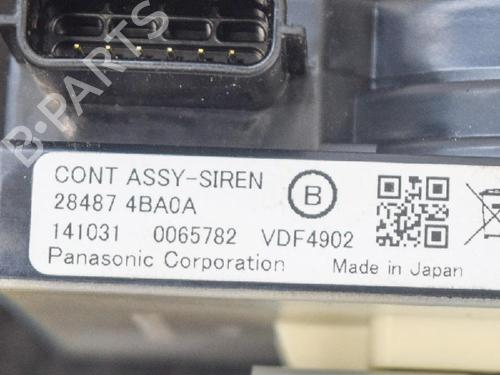 B-PARTS
CONT ASSY-SIREN B
28487 4BA0A
141031 0065782 VDF4902
Panasonic Corporation Made in Japan